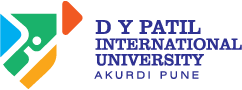 D Y PATIL
INTERNATIONAL
UNIVERSITY
AKURDI PUNE